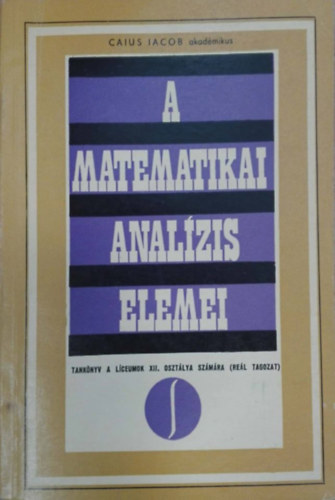 CAIUS IACOB akadémikus
A
MATEMATIKAI
ANALÍZIS
ELEMEI
TANKÖNYV A LÍCEUMOK XII. OSZTÁLYA SZÁMÁRA (REÁL TAGOZAT)
∫